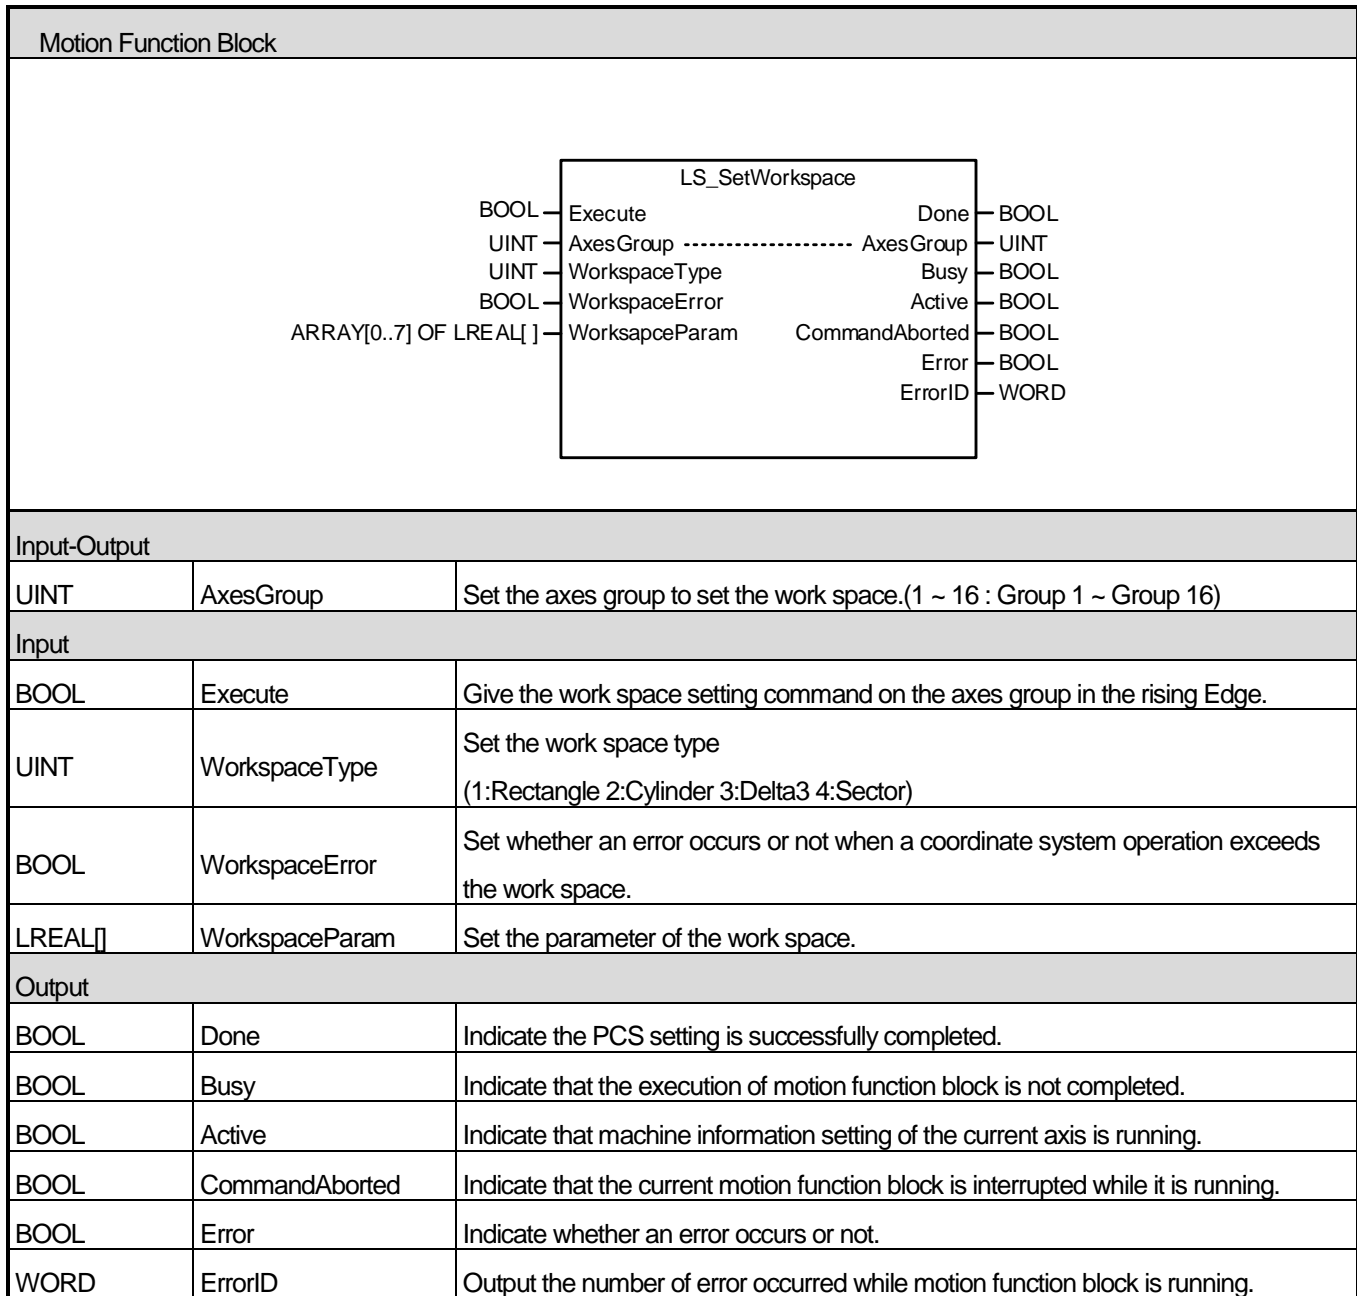 Motion Function Block
LS_SetWorkspace
BOOL Execute Done BOOL
UINT AxesGroup AxesGroup UINT
UINT WorkspaceType Busy BOOL
BOOL WorkspaceError Active BOOL
ARRAY[0..7] OF LREAL[ ] WorksapceParam CommandAborted BOOL
Error BOOL
ErrorID WORD
Input-Output
UINT AxesGroup Set the axes group to set the work space.(1 ~ 16 : Group 1 ~ Group 16)
Input
BOOL Execute Give the work space setting command on the axes group in the rising Edge.
UINT WorkspaceType Set the work space type
(1:Rectangle 2:Cylinder 3:Delta3 4:Sector)
BOOL WorkspaceError Set whether an error occurs or not when a coordinate system operation exceeds
the work space.
LREAL[] WorkspaceParam Set the parameter of the work space.
Output
BOOL Done Indicate the PCS setting is successfully completed.
BOOL Busy Indicate that the execution of motion function block is not completed.
BOOL Active Indicate that machine information setting of the current axis is running.
BOOL CommandAborted Indicate that the current motion function block is interrupted while it is running.
BOOL Error Indicate whether an error occurs or not.
WORD ErrorID Output the number of error occurred while motion function block is running.